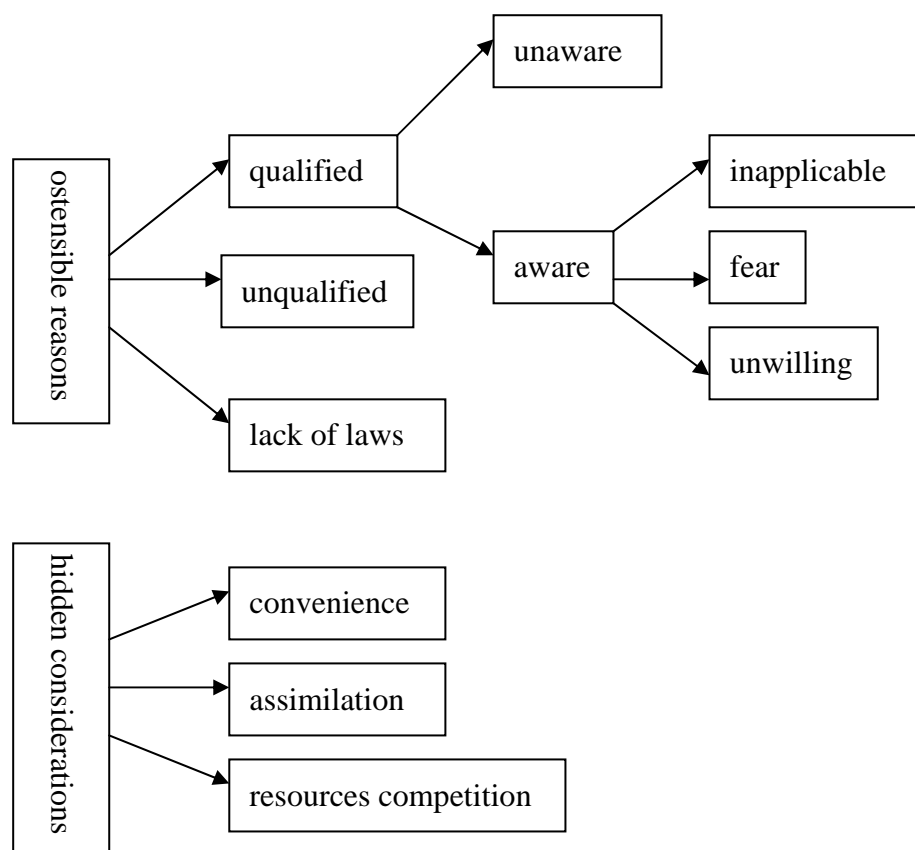 ostensible reasons
qualified
unqualified
lack of laws
unaware
aware
inapplicable
fear
unwilling
hidden considerations
convenience
assimilation
resources competition